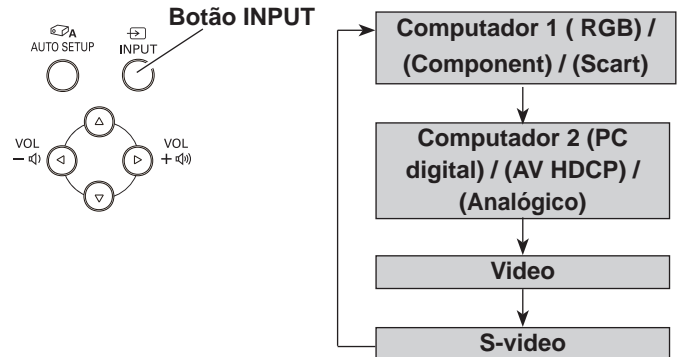 Botão INPUT
A
AUTO SETUP
INPUT
VOL
–
VOL
+
Computador 1 ( RGB) /
(Component) / (Scart)
Computador 2 (PC
digital) / (AV HDCP) /
(Analógico)
Video
S-video